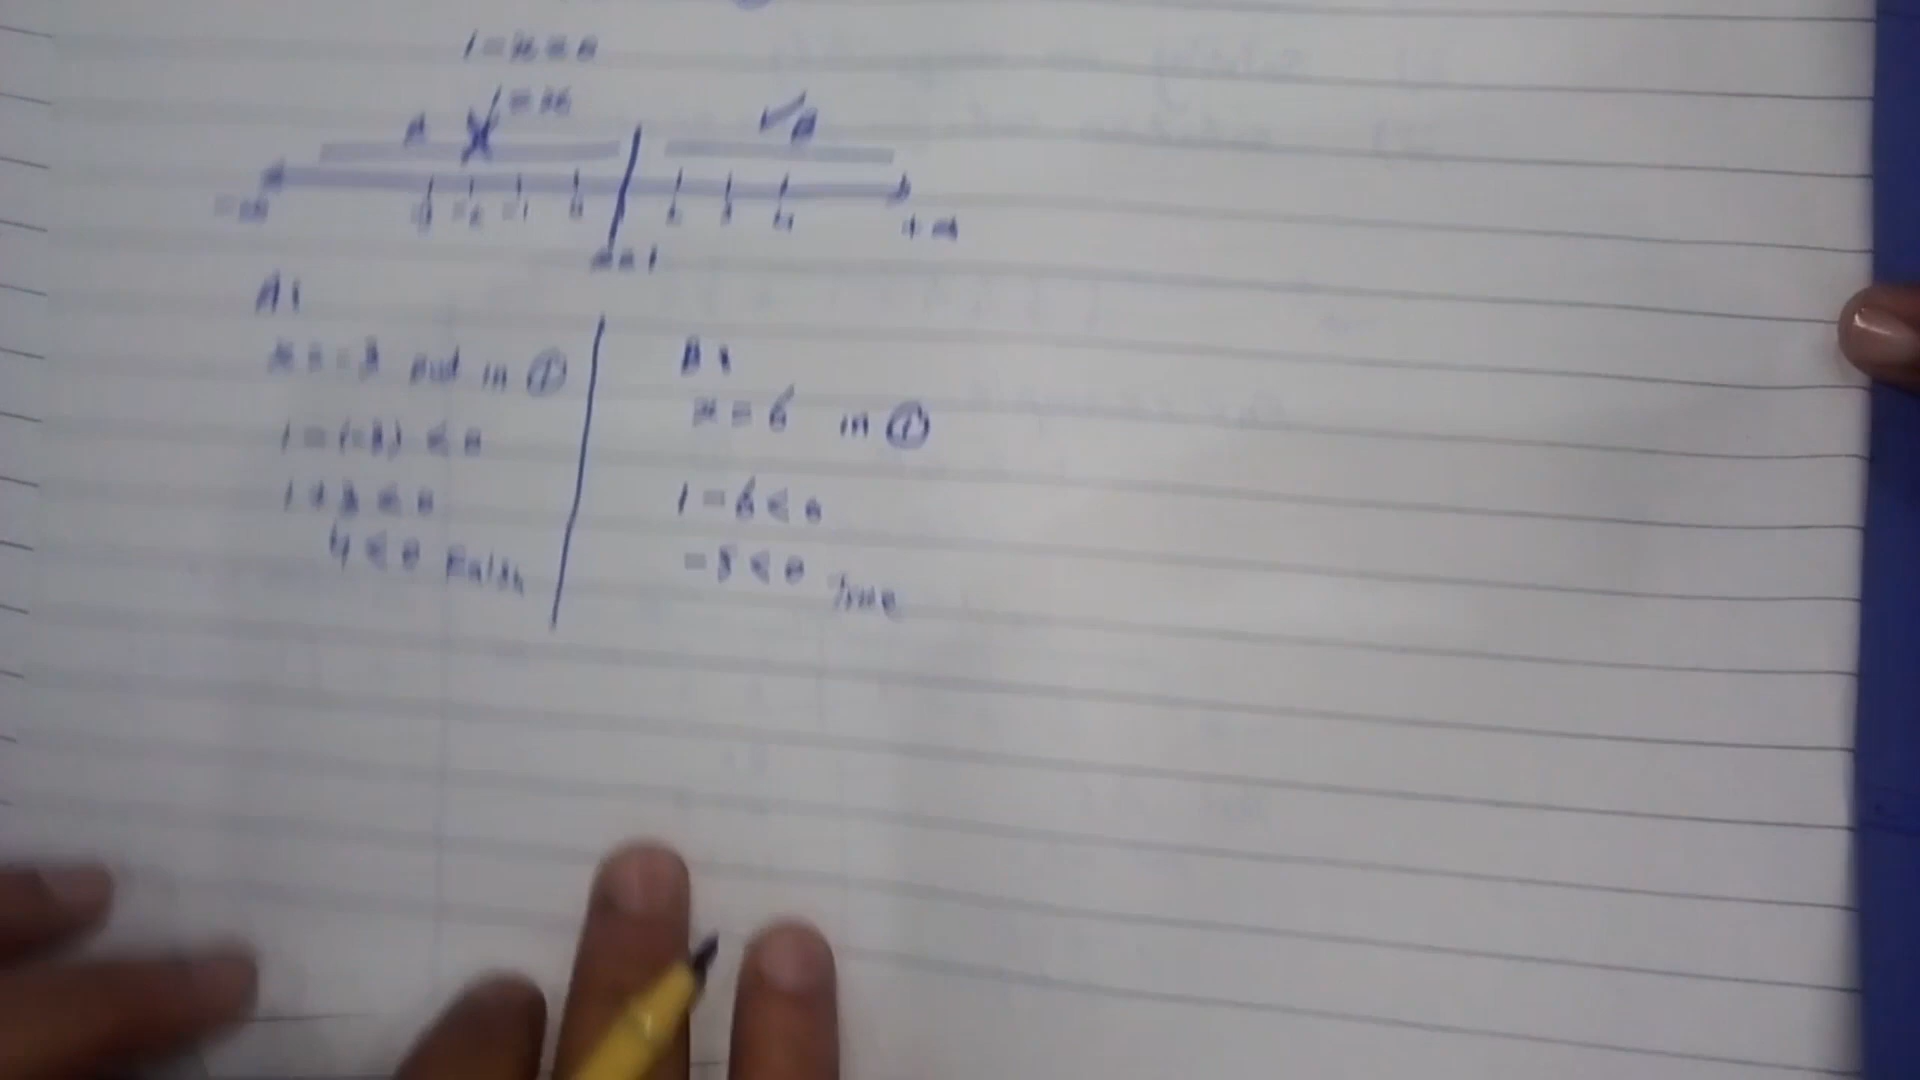 1 - x = 0
1 = x
A B
-∞ -3 -2 -1 0 2 3 4 +∞
x = 1
A :
x = -3 put in ①
1 - (-3) < 0
1 + 3 < 0
4 < 0 False
B :
x = 6 in ①
1 - 6 < 0
-5 < 0 True